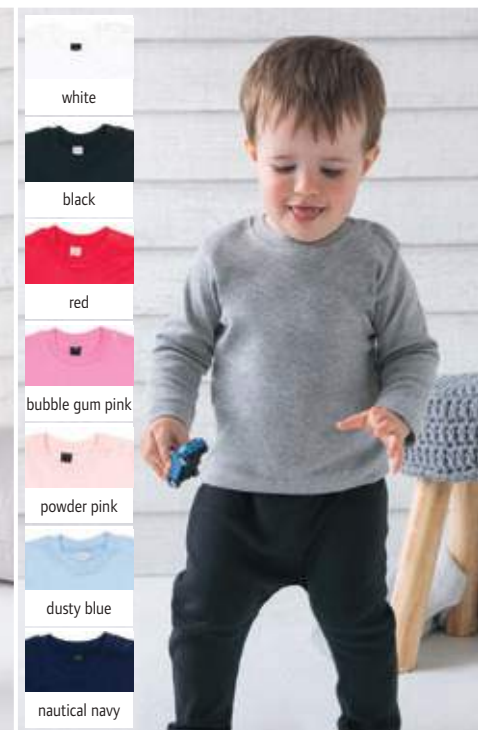 white
black
red
bubble gum pink
powder pink
dusty blue
nautical navy